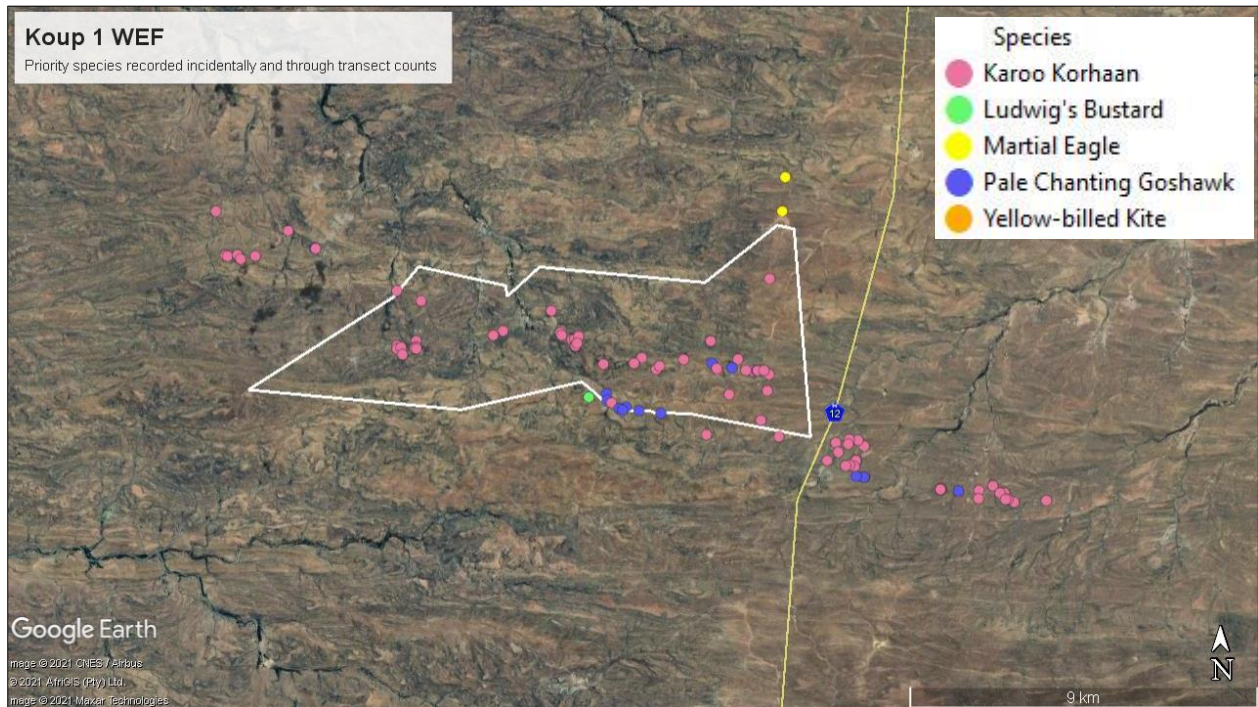 Koup 1 WEF
Priority species recorded incidentally and through transect counts
Species
Karoo Korhaan
Ludwig's Bustard
Martial Eagle
Pale Chanting Goshawk
Yellow-billed Kite
12
Google Earth
mage © 2021 CNES / Airbus
© 2021 AfriGIS (Pty) Ltd.
mage © 2021 Maxar Technologies
N
9 km